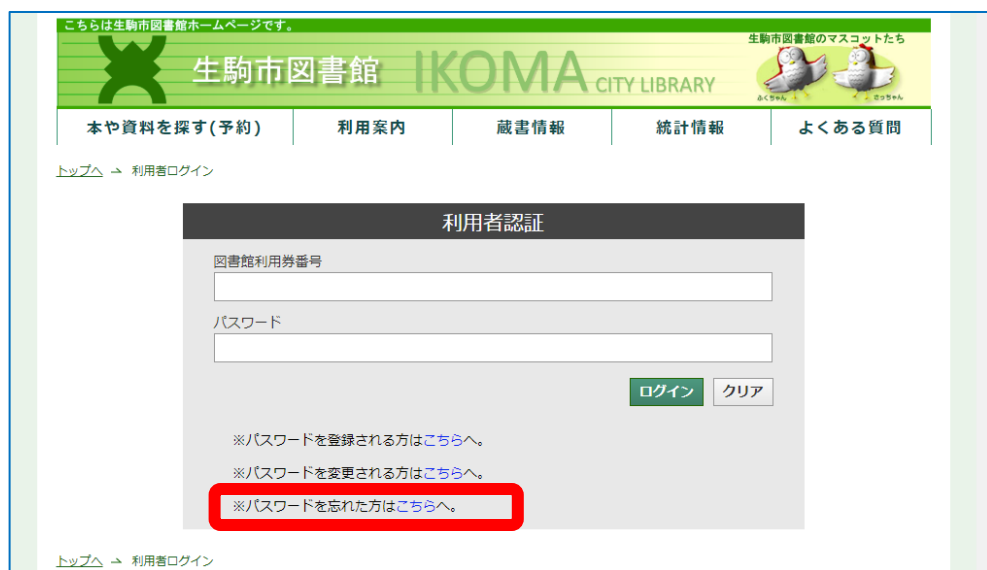 こちらは生駒市図書館ホームページです。
生駒市図書館 IKOMA CITY LIBRARY
生駒市図書館のマスコットたち
ふくちゃん さっちゃん
本や資料を探す(予約) 利用案内 蔵書情報 統計情報 よくある質問
トップへ → 利用者ログイン
利用者認証
図書館利用券番号
パスワード
ログイン クリア
※パスワードを登録される方はこちらへ。
※パスワードを変更される方はこちらへ。
※パスワードを忘れた方はこちらへ。
トップへ → 利用者ログイン